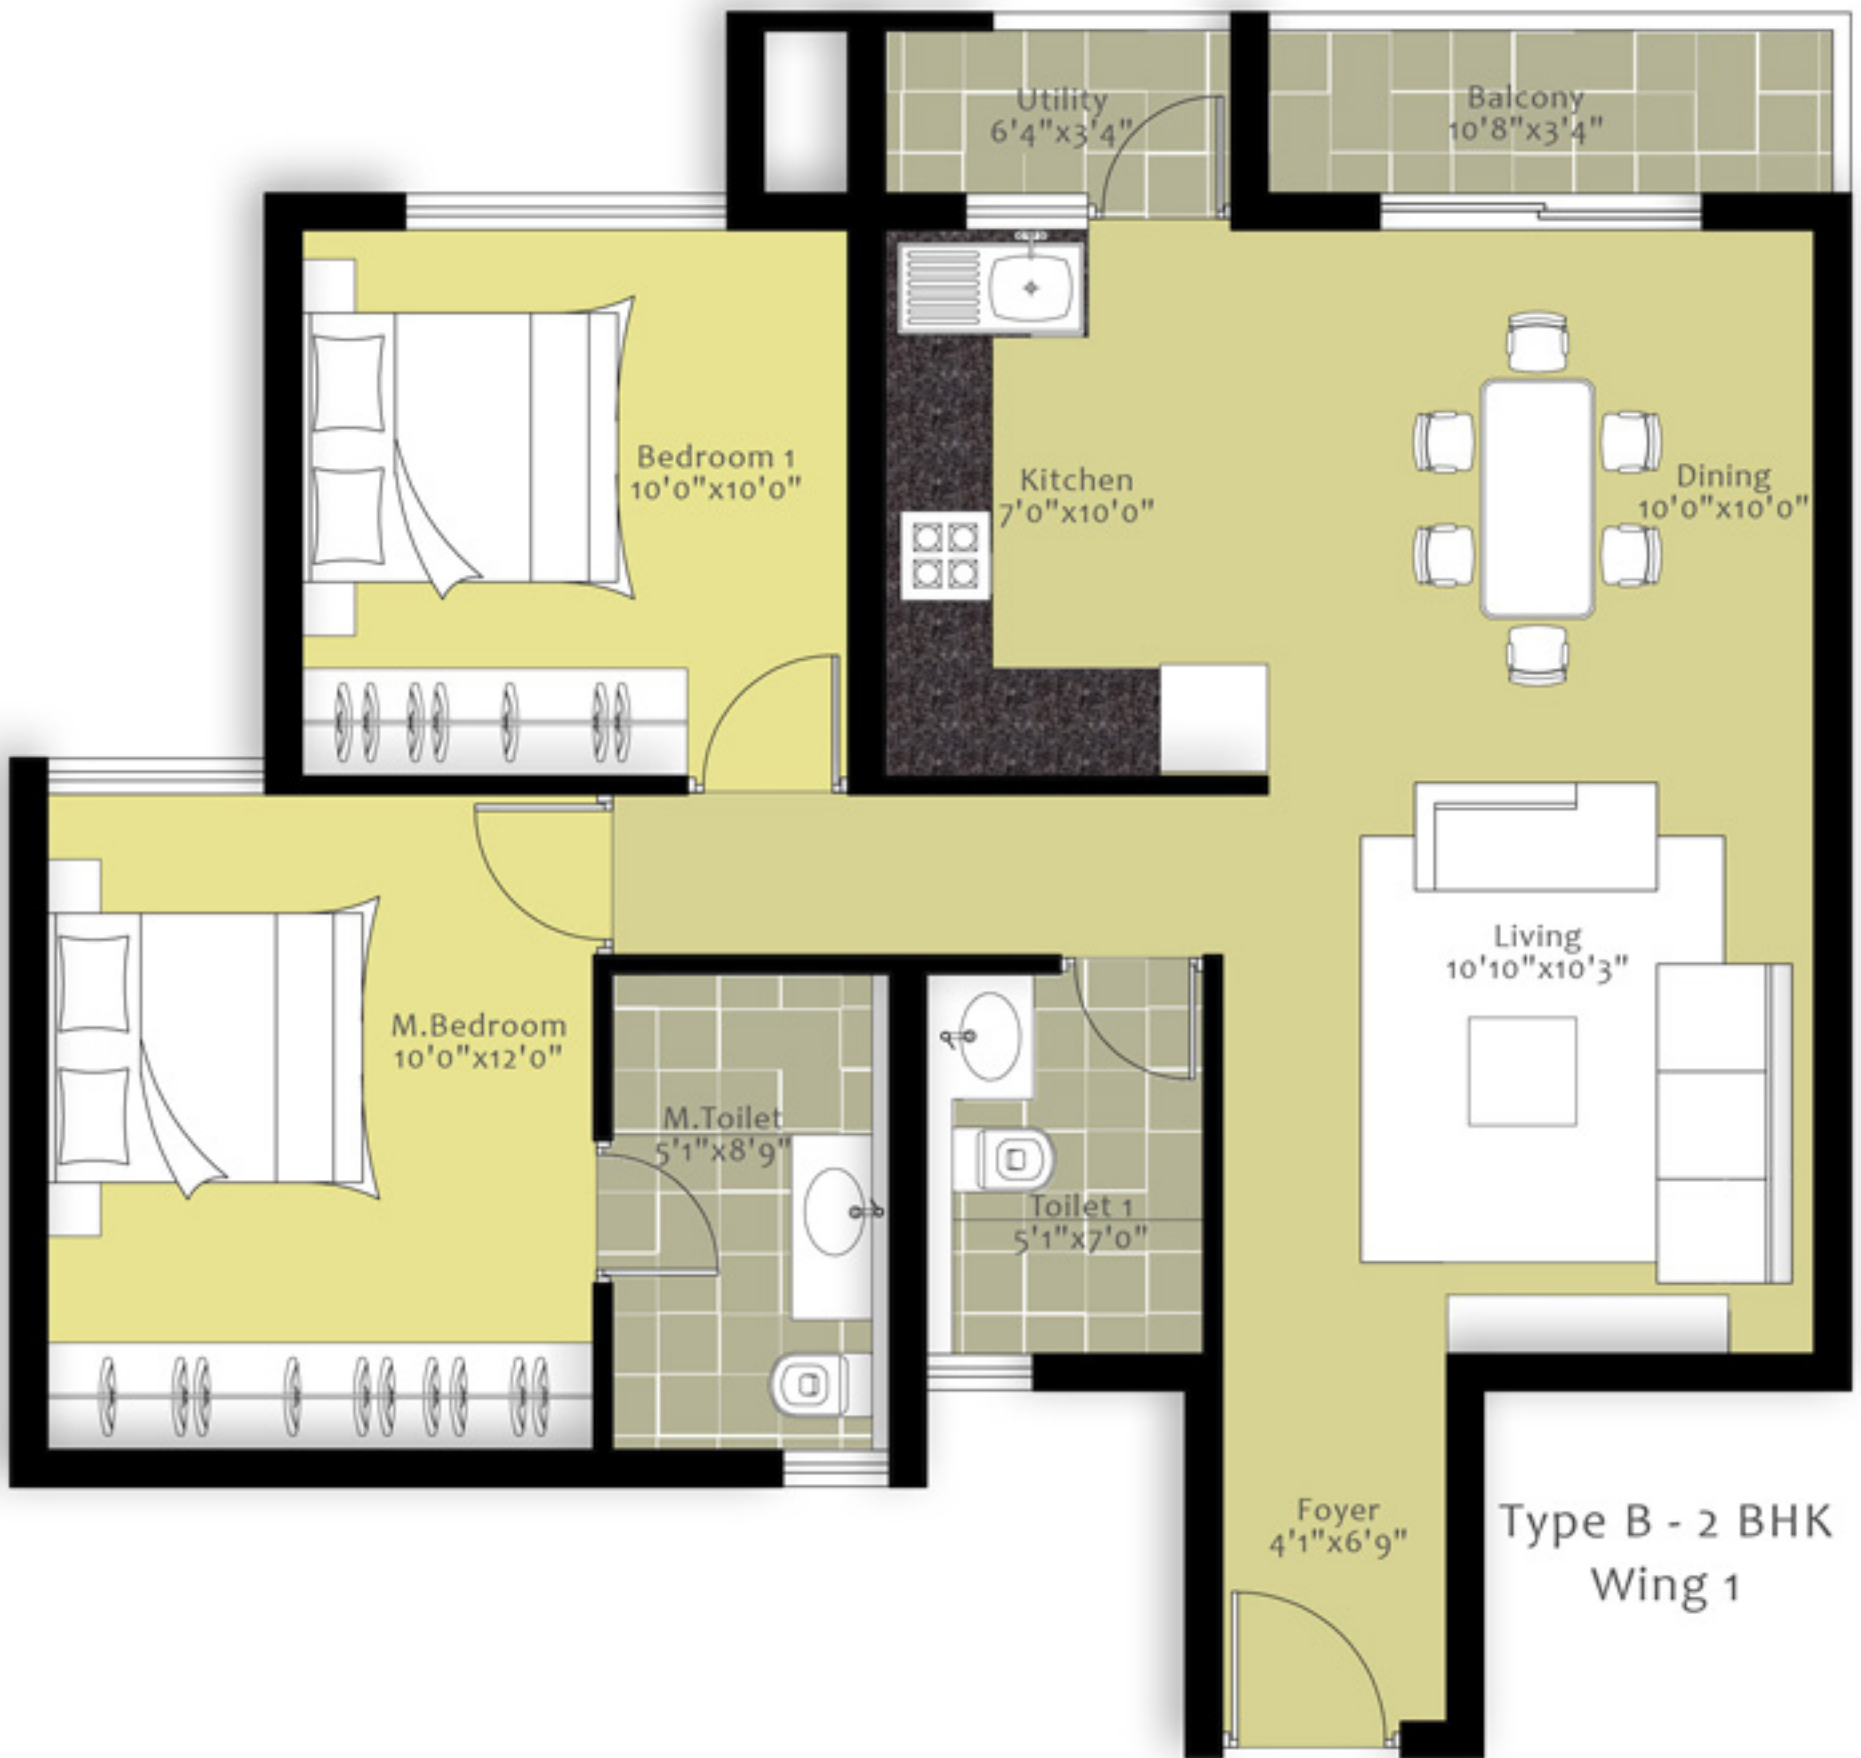 Utility
6'4"x3'4"
Balcony
10'8"x3'4"
Bedroom 1
10'0"x10'0"
Kitchen
7'0"x10'0"
Dining
10'0"x10'0"
Living
10'10"x10'3"
M.Bedroom
10'0"x12'0"
M.Toilet
5'1"x8'9"
Toilet 1
5'1"x7'0"
Foyer
4'1"x6'9"
Type B - 2 BHK
Wing 1